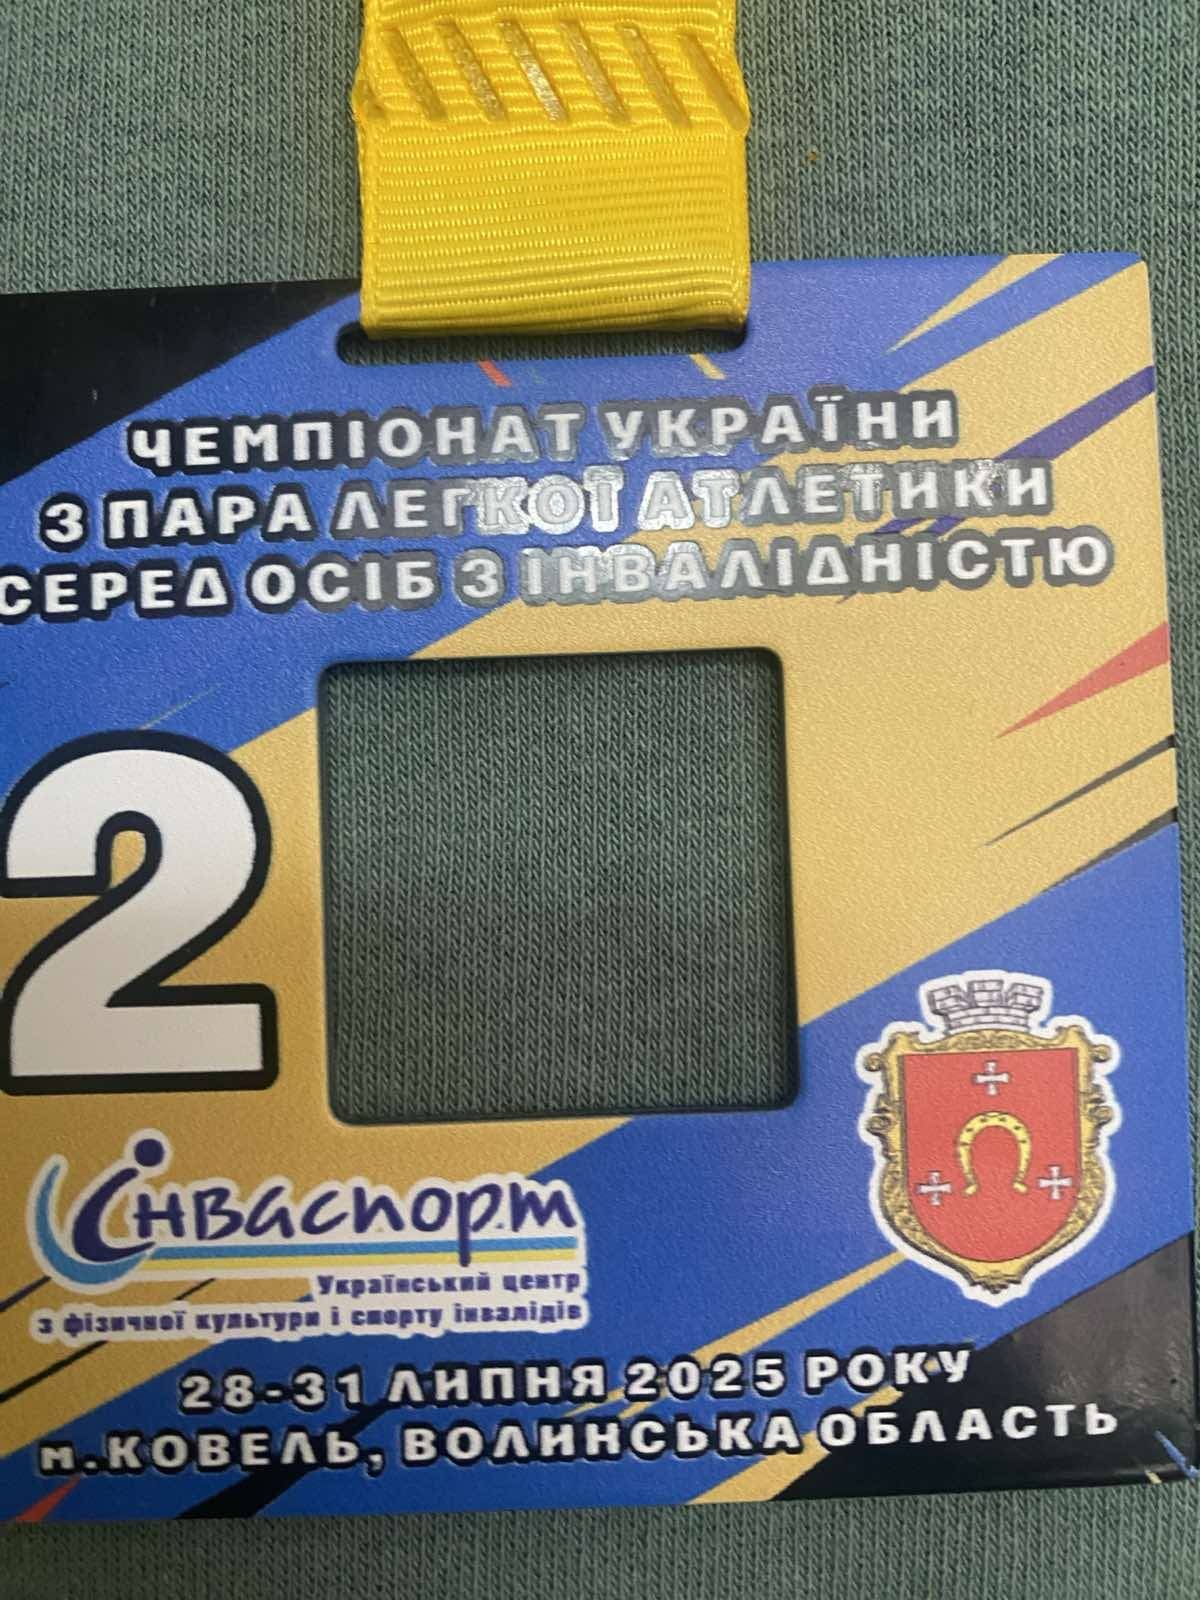 ЧЕМПІОНАТ УКРАЇНИ
З ПАРА ЛЕГКОЇ АТЛЕТИКИ
СЕРЕД ОСІБ З ІНВАЛІДНІСТЮ
2
інваспорт
Український центр
з фізичної культури і спорту інвалідів
28-31 ЛИПНЯ 2025 РОКУ
м.КОВЕЛЬ, ВОЛИНСЬКА ОБЛАСТЬ